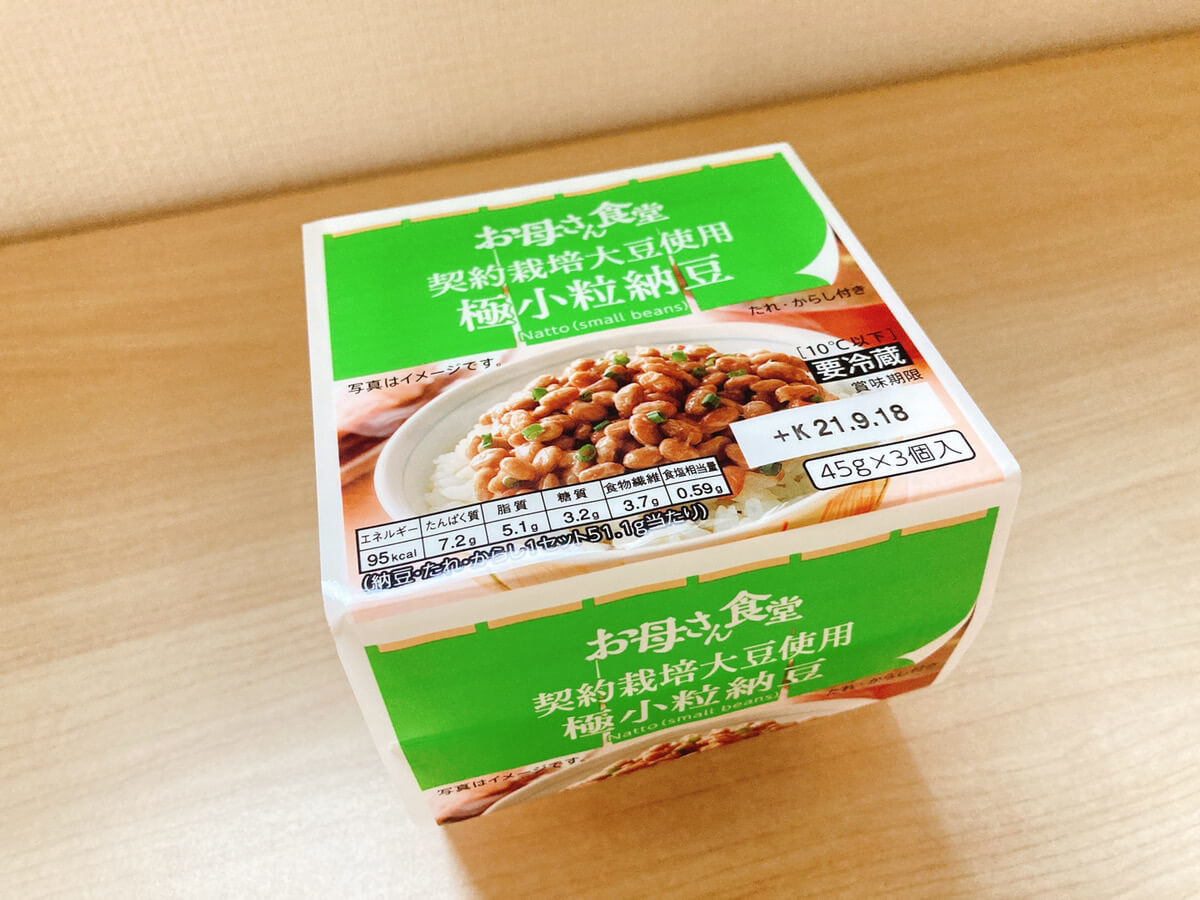 お母さん食堂
契約栽培大豆使用
極小粒納豆
Natto(small beans)
たれ・からし付き
写真はイメージです。
[10℃以下]
要冷蔵
賞味期限
+K 21.9.18
45g×3個入
エネルギー たんぱく質 脂質 糖質 食物繊維 食塩相当量
95kcal 7.2g 5.1g 3.2g 3.7g 0.59g
(納豆・たれ・からし1セット51.1g当たり)
お母さん食堂
契約栽培大豆使用
極小粒納豆
Natto(small beans)
たれ・からし付き
写真はイメージです。